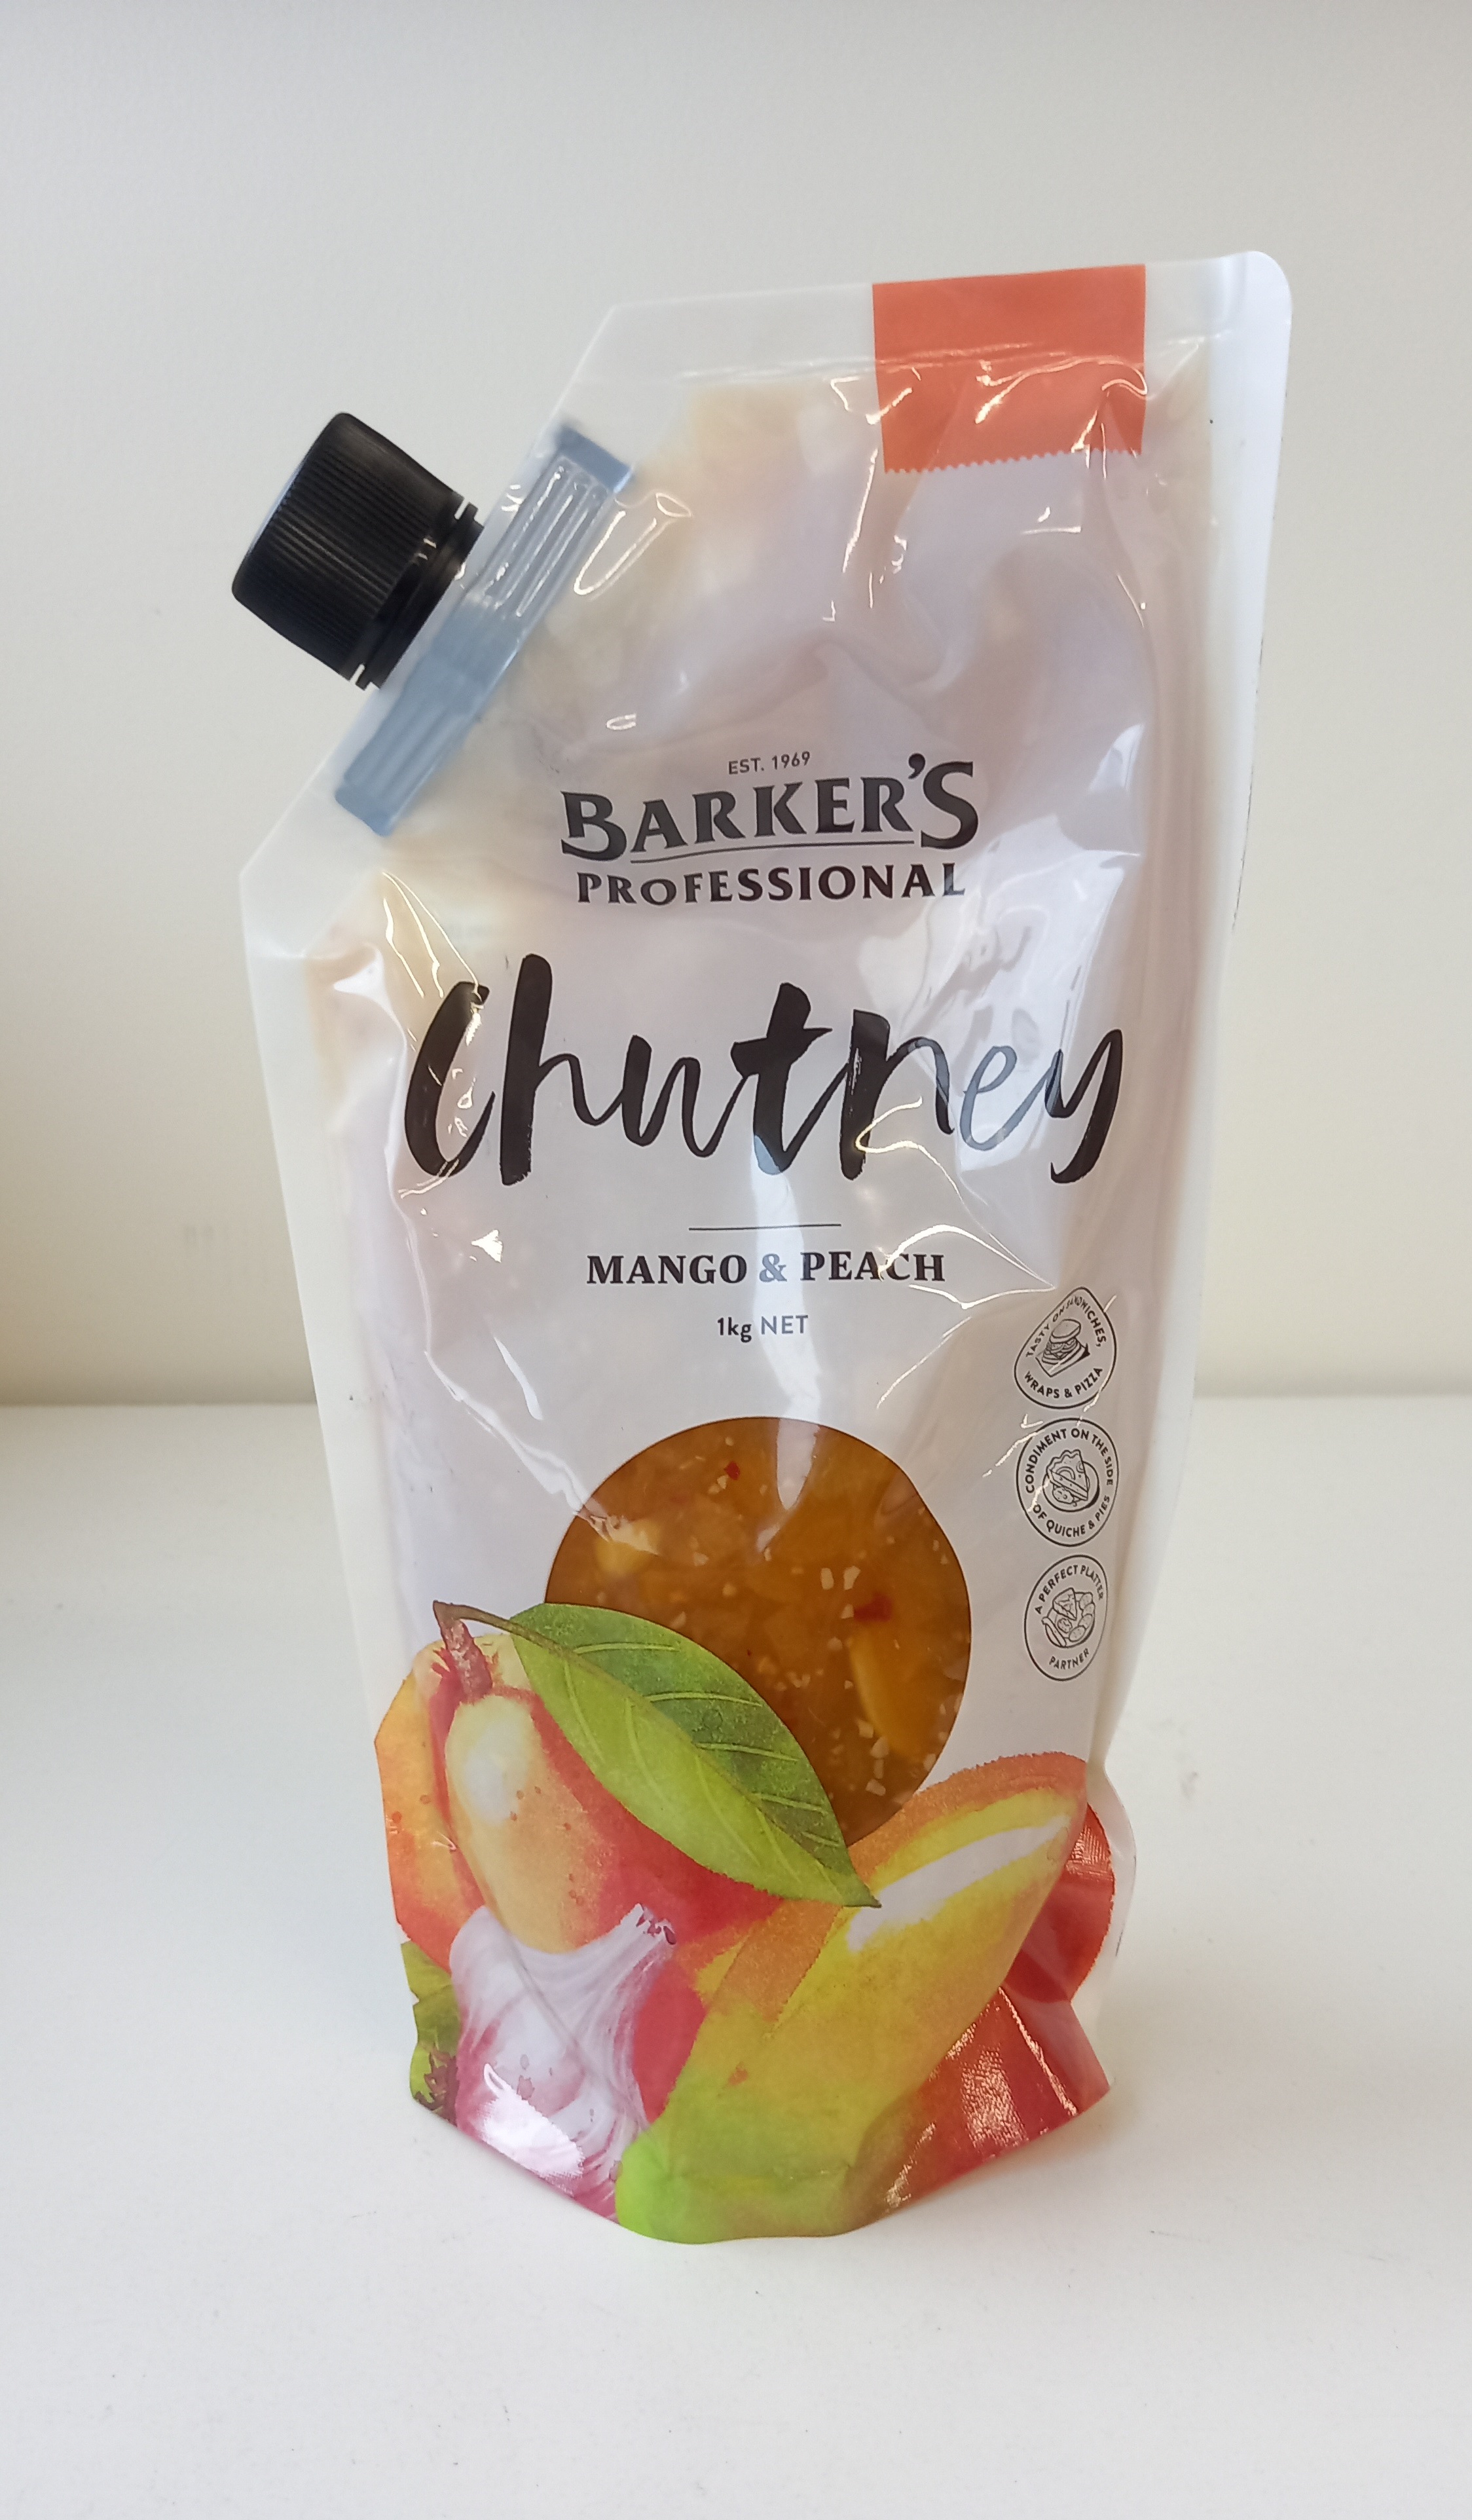 EST. 1969
BARKER'S
PROFESSIONAL
Chutney
MANGO & PEACH
1kg NET
TASTY ON SANDWICHES,
WRAPS & PIZZA
CONDIMENT ON THE SIDE
OF QUICHE & PIES
A PERFECT PLATTER
PARTNER